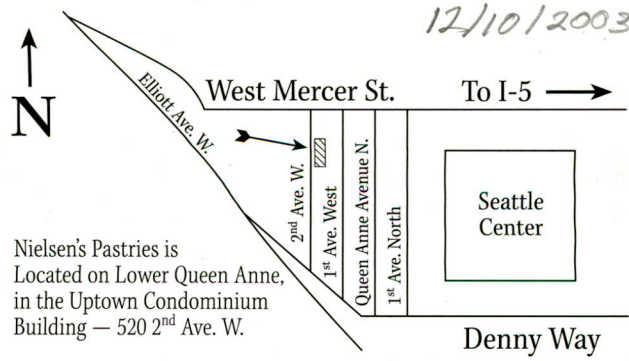 12/10/2003
N
Elliott Ave. W.
West Mercer St.
To I-5
2nd Ave. W.
1st Ave. West
Queen Anne Avenue N.
1st Ave. North
Seattle
Center
Nielsen's Pastries is
Located on Lower Queen Anne,
in the Uptown Condominium
Building — 520 2nd Ave. W.
Denny Way